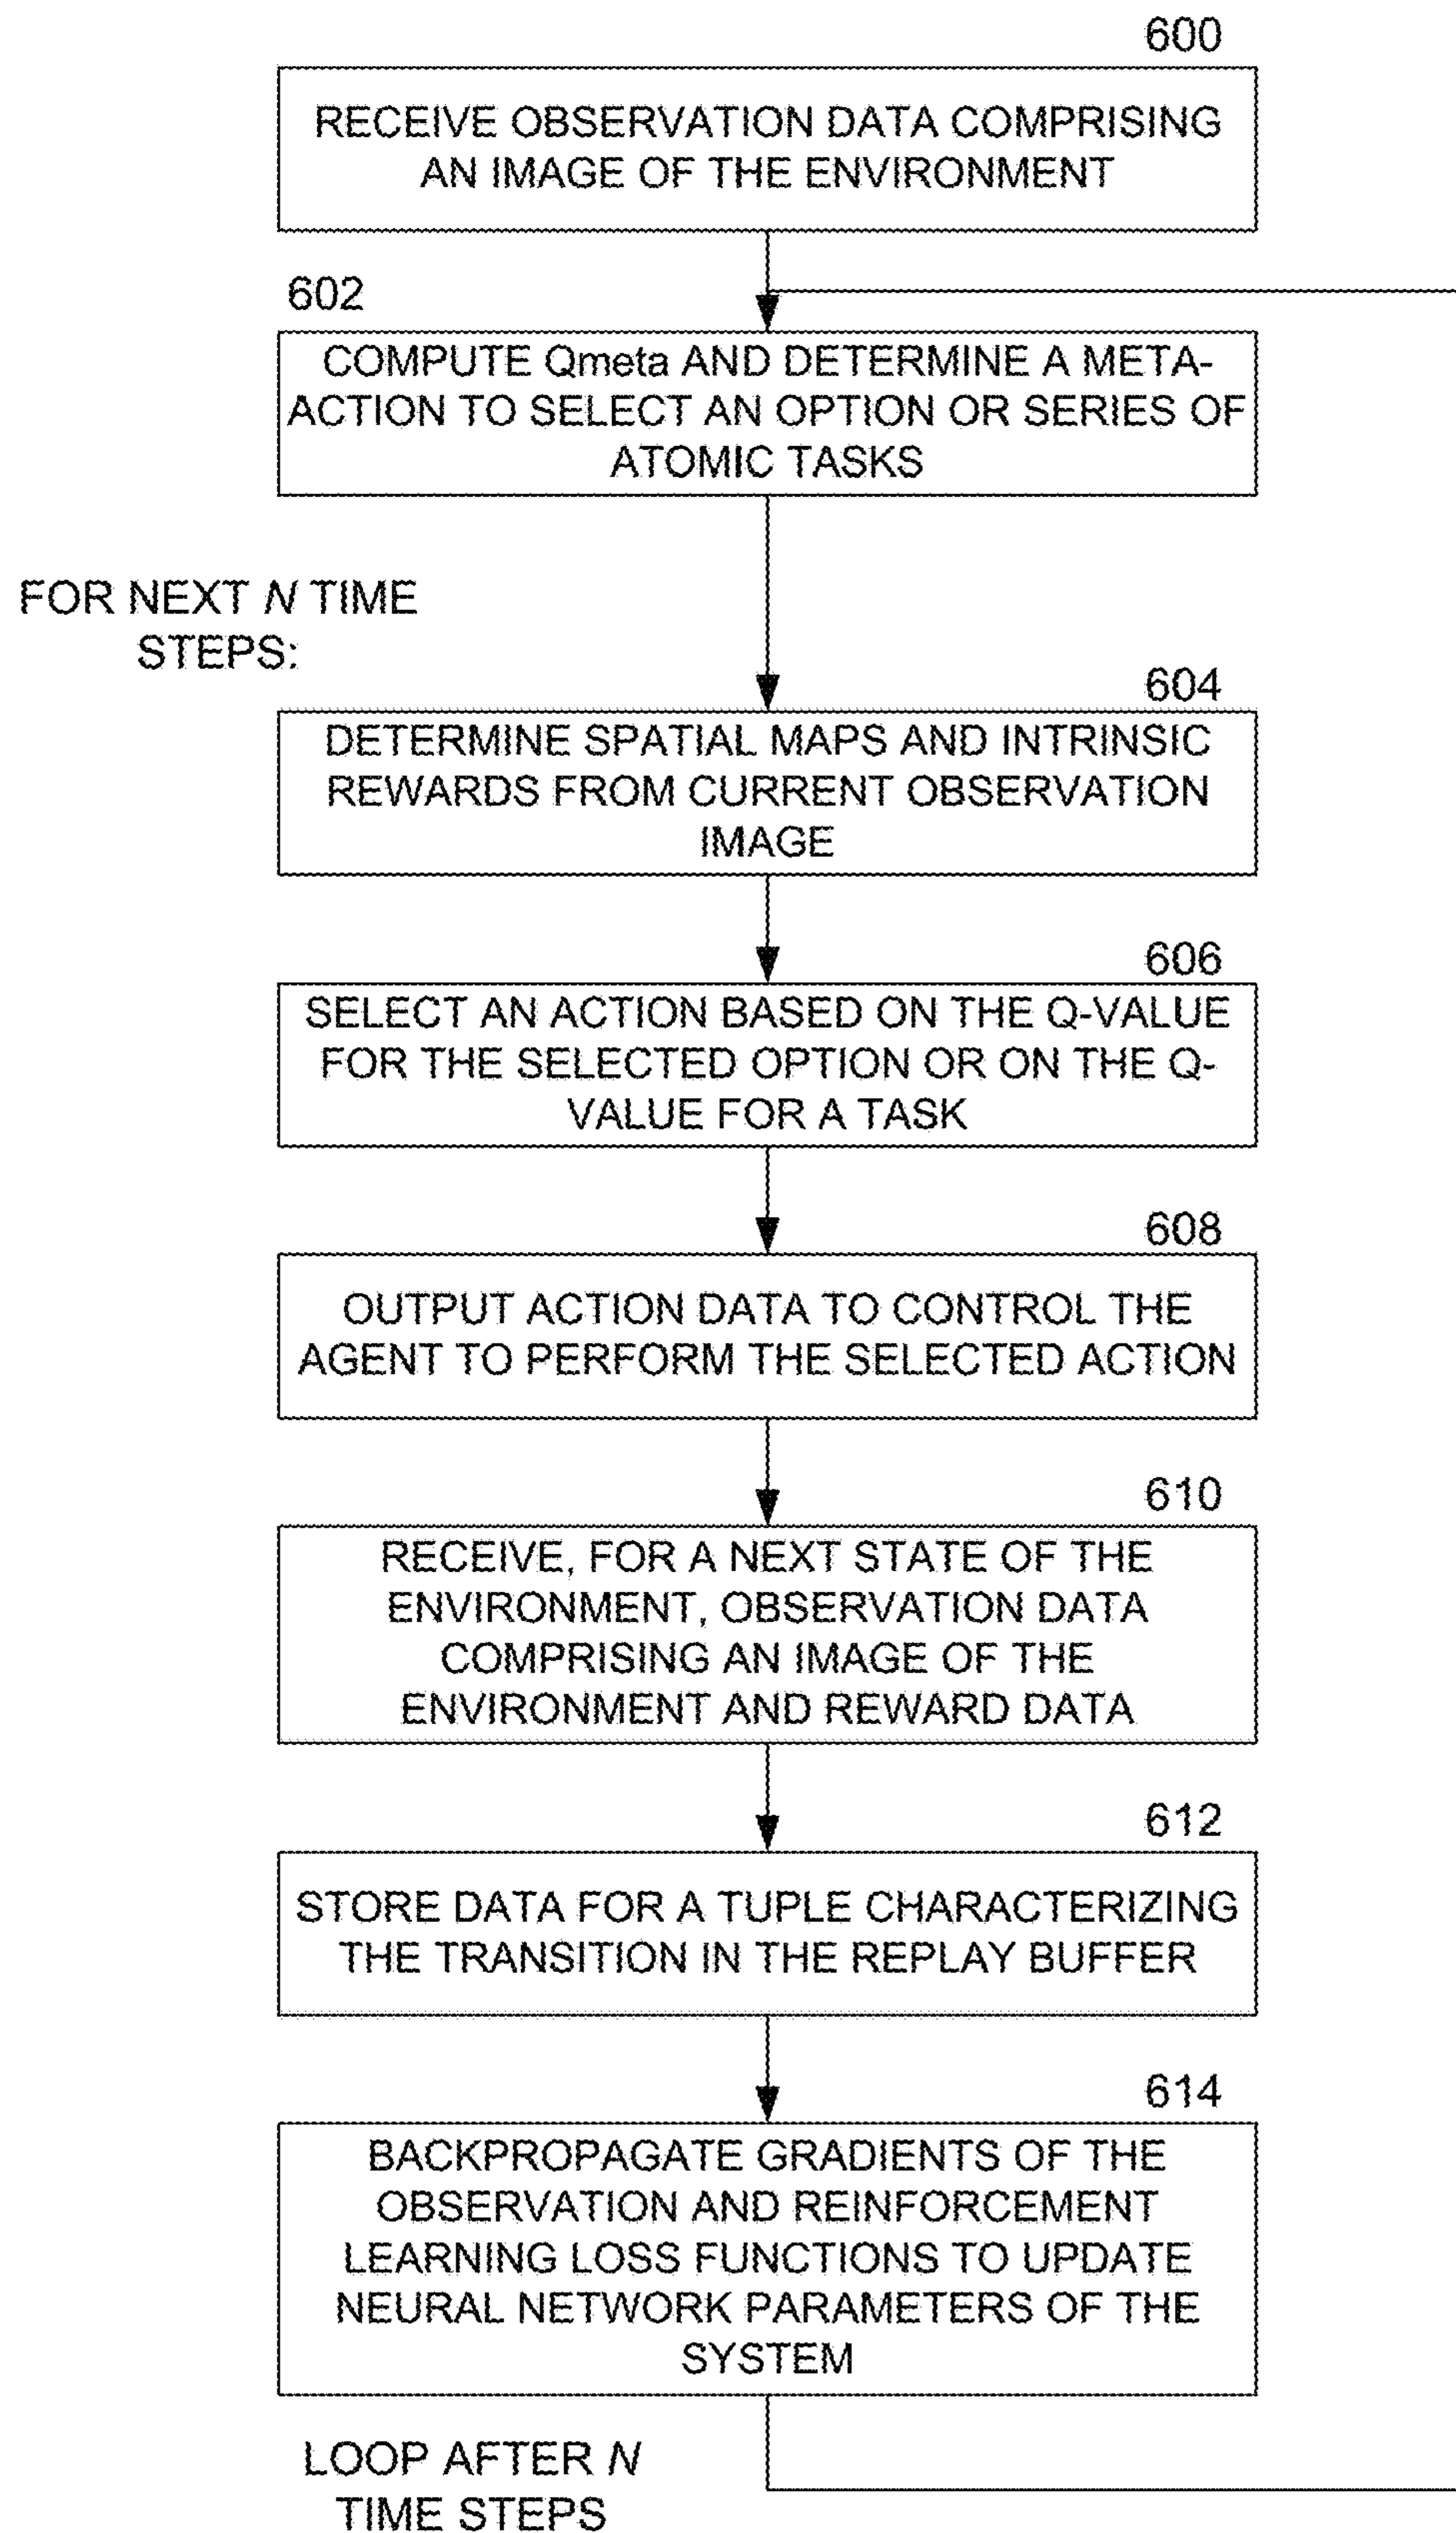 600
RECEIVE OBSERVATION DATA COMPRISING
AN IMAGE OF THE ENVIRONMENT
602
COMPUTE Qmeta AND DETERMINE A META-
ACTION TO SELECT AN OPTION OR SERIES OF
ATOMIC TASKS
FOR NEXT N TIME
STEPS:
604
DETERMINE SPATIAL MAPS AND INTRINSIC
REWARDS FROM CURRENT OBSERVATION
IMAGE
606
SELECT AN ACTION BASED ON THE Q-VALUE
FOR THE SELECTED OPTION OR ON THE Q-
VALUE FOR A TASK
608
OUTPUT ACTION DATA TO CONTROL THE
AGENT TO PERFORM THE SELECTED ACTION
610
RECEIVE, FOR A NEXT STATE OF THE
ENVIRONMENT, OBSERVATION DATA
COMPRISING AN IMAGE OF THE
ENVIRONMENT AND REWARD DATA
612
STORE DATA FOR A TUPLE CHARACTERIZING
THE TRANSITION IN THE REPLAY BUFFER
614
BACKPROPAGATE GRADIENTS OF THE
OBSERVATION AND REINFORCEMENT
LEARNING LOSS FUNCTIONS TO UPDATE
NEURAL NETWORK PARAMETERS OF THE
SYSTEM
LOOP AFTER N
TIME STEPS